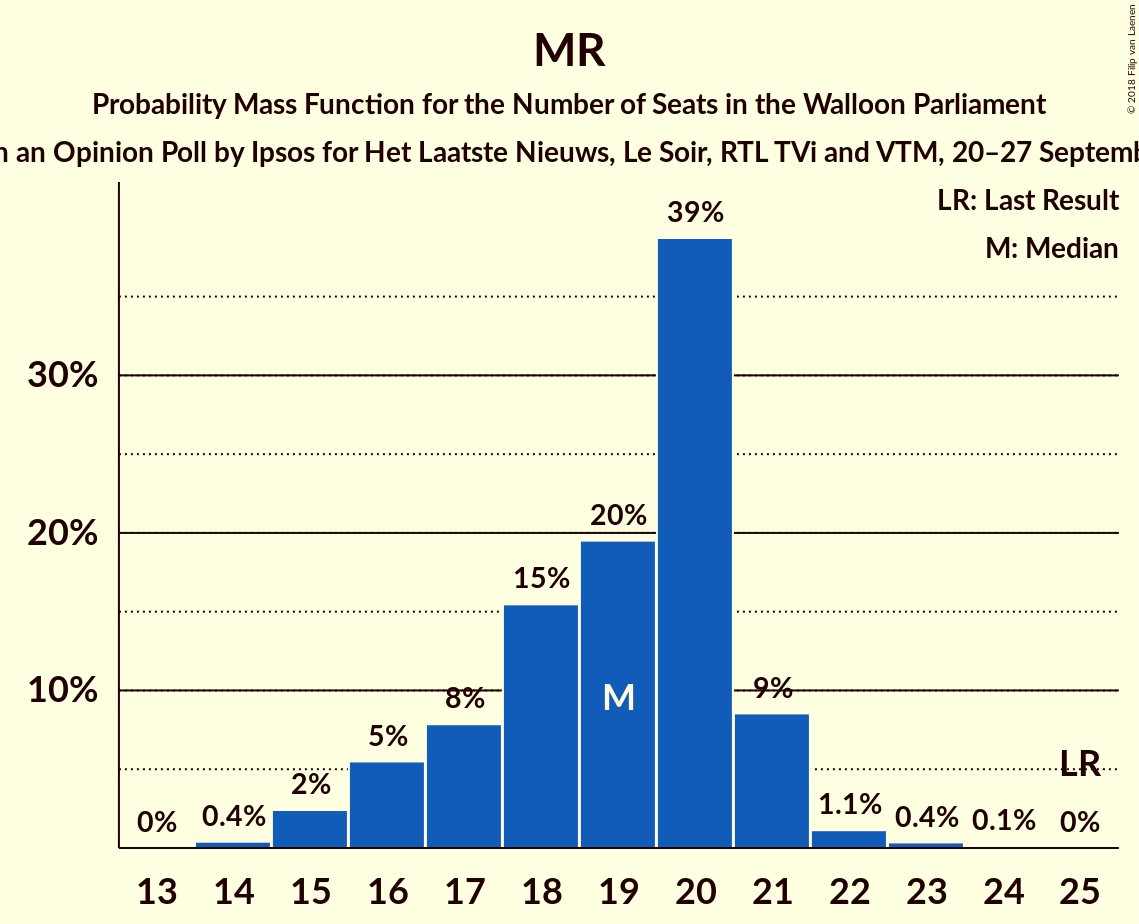 MR
Probability Mass Function for the Number of Seats in the Walloon Parliament
an Opinion Poll by Ipsos for Het Laatste Nieuws, Le Soir, RTL TVi and VTM, 20–27
© 2018 Filip van Laenen
LR: Last Result
M: Median
39%
30%
20%
20%
15%
10%
8%
9%
5%
2%
M
LR
0%
0.4%
1.1%
0.4%
0.1%
0%
13 14 15 16 17 18 19 20 21 22 23 24 25